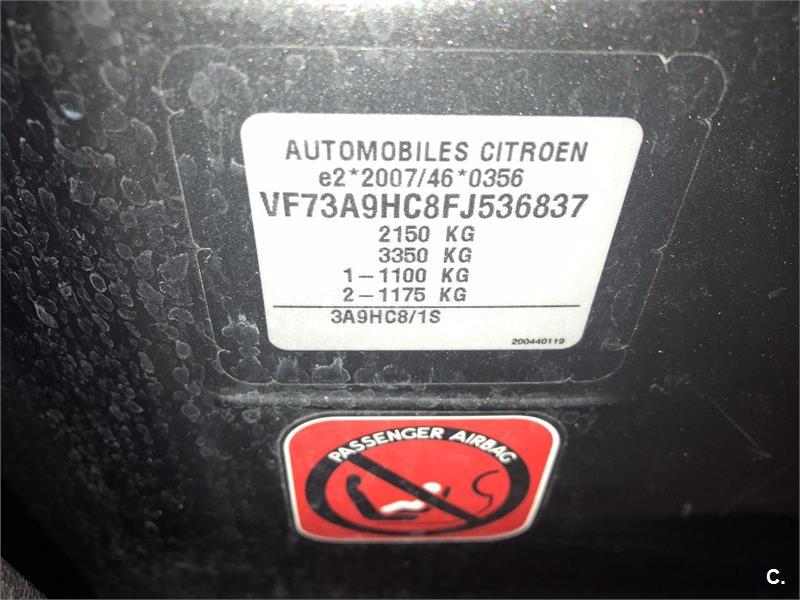 AUTOMOBILES CITROEN
e2*2007/46*0356
VF73A9HC8FJ536837
2150 KG
3350 KG
1-1100 KG
2-1175 KG
3A9HC8/1S
200440119
PASSENGER AIRBAG
C.